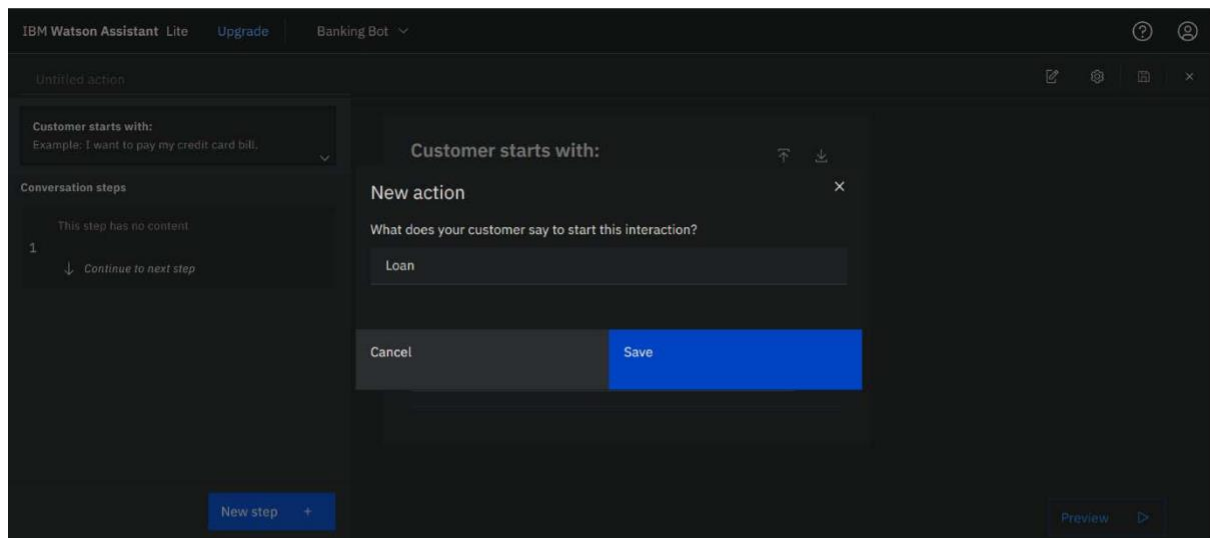 IBM Watson Assistant Lite Upgrade Banking Bot
Untitled action
Customer starts with:
Example: I want to pay my credit card bill.
Conversation steps
This step has no content
1
Continue to next step
New step +
Customer starts with:
New action
What does your customer say to start this interaction?
Loan
Cancel
Save
Preview